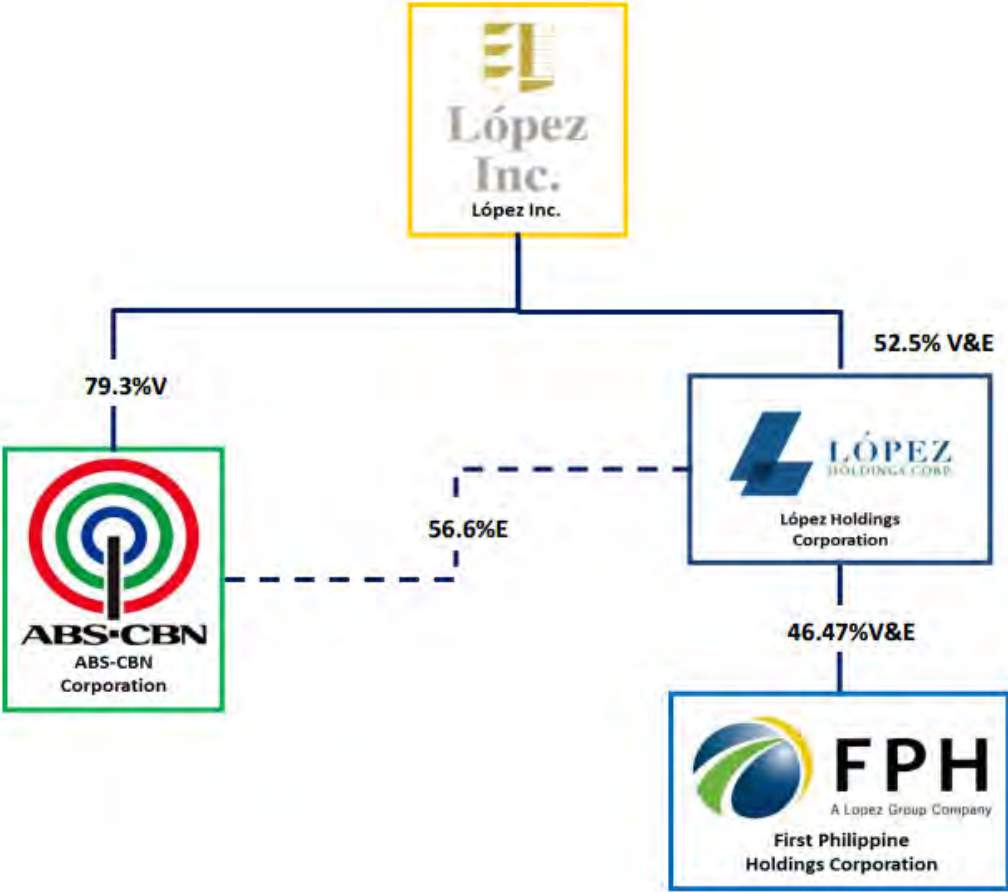 López
Inc.
López Inc.
52.5% V&E
79.3%V
LÓPEZ
HOLDINGS CORP.
López Holdings
Corporation
56.6%E
ABS-CBN
ABS-CBN
Corporation
46.47%V&E
FPH
A Lopez Group Company
First Philippine
Holdings Corporation